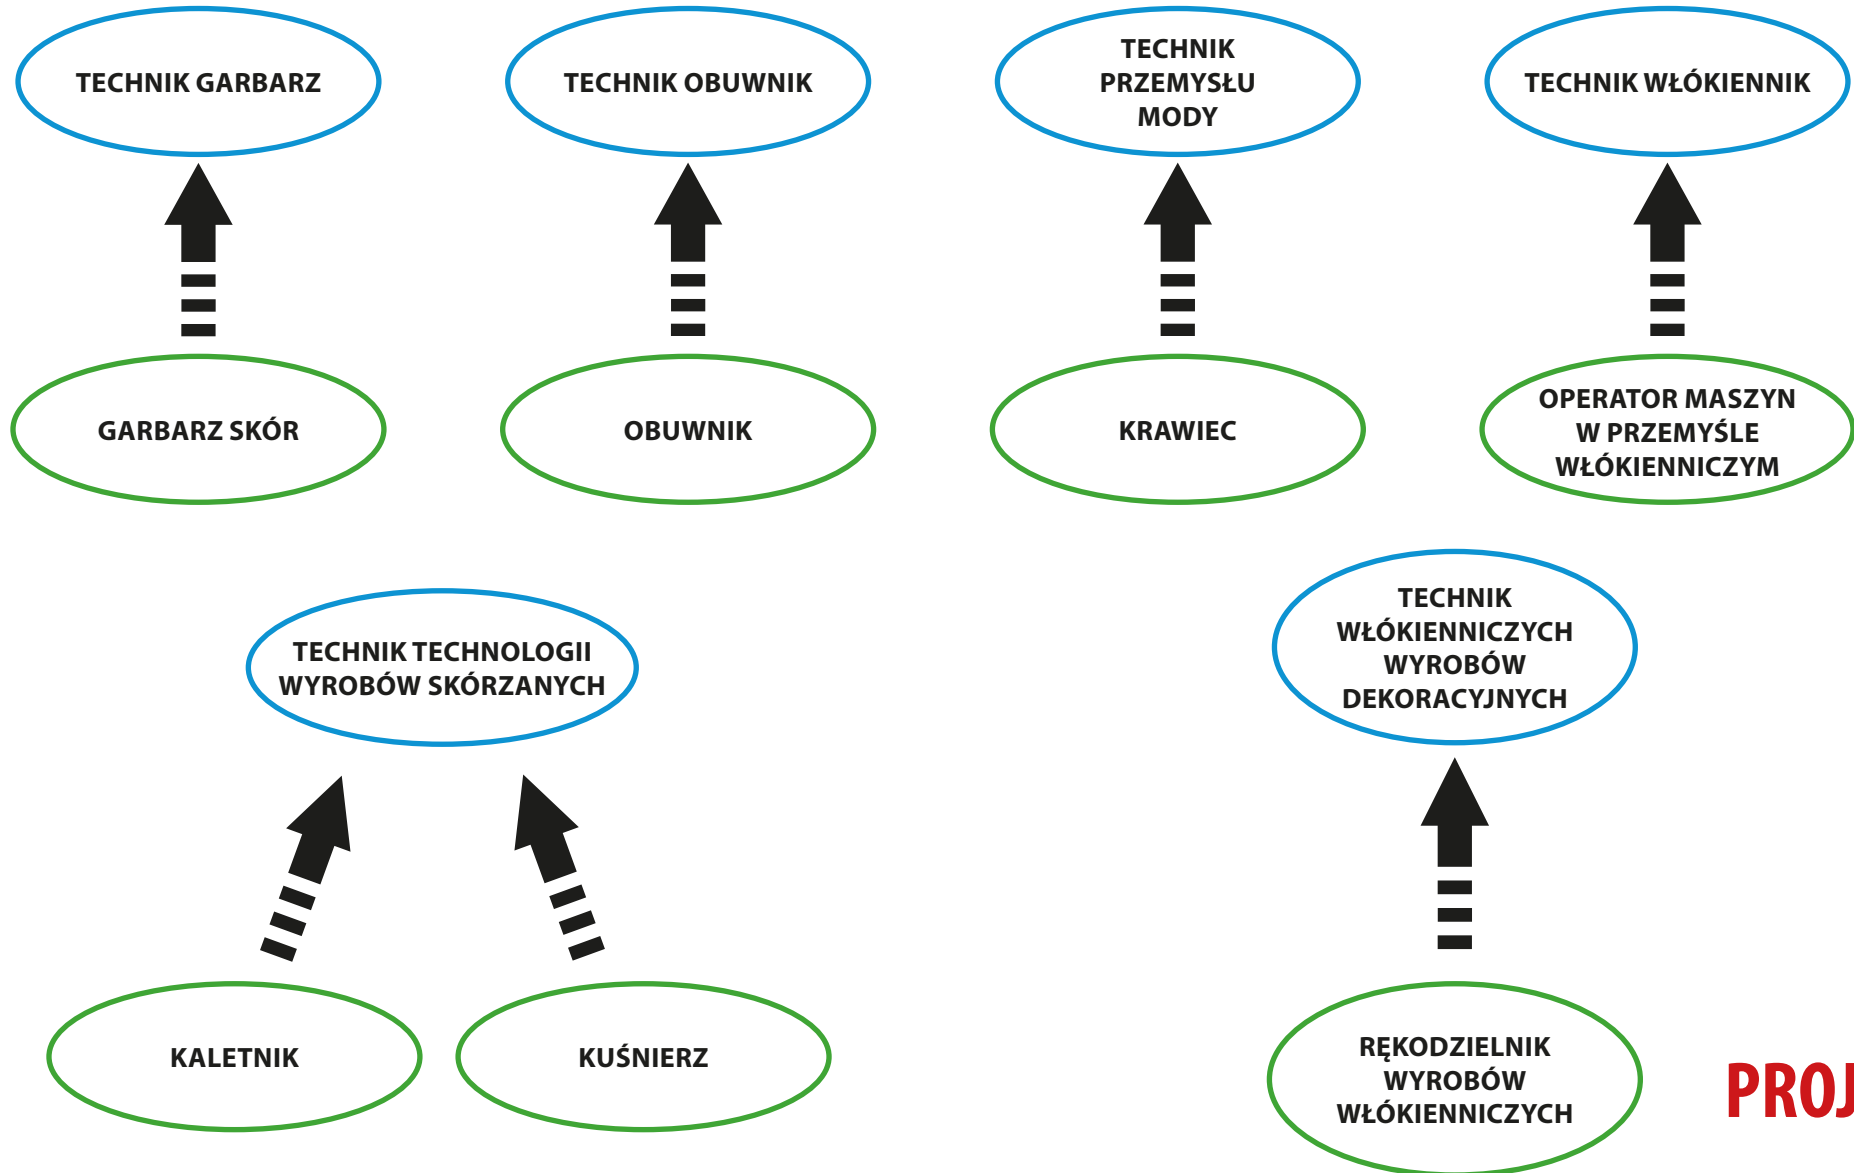 TECHNIK GARBARZ
TECHNIK OBUWNIK
TECHNIK
PRZEMYSŁU
MODY
TECHNIK WŁÓKIENNIK
GARBARZ SKÓR
OBUWNIK
KRAWIEC
OPERATOR MASZYN
W PRZEMYŚLE
WŁÓKIENNICZYM
TECHNIK TECHNOLOGII
WYROBÓW SKÓRZANYCH
TECHNIK
WŁÓKIENNICZYCH
WYROBÓW
DEKORACYJNYCH
KALETNIK
KUŚNIERZ
RĘKODZIELNIK
WYROBÓW
WŁÓKIENNICZYCH
PROJ